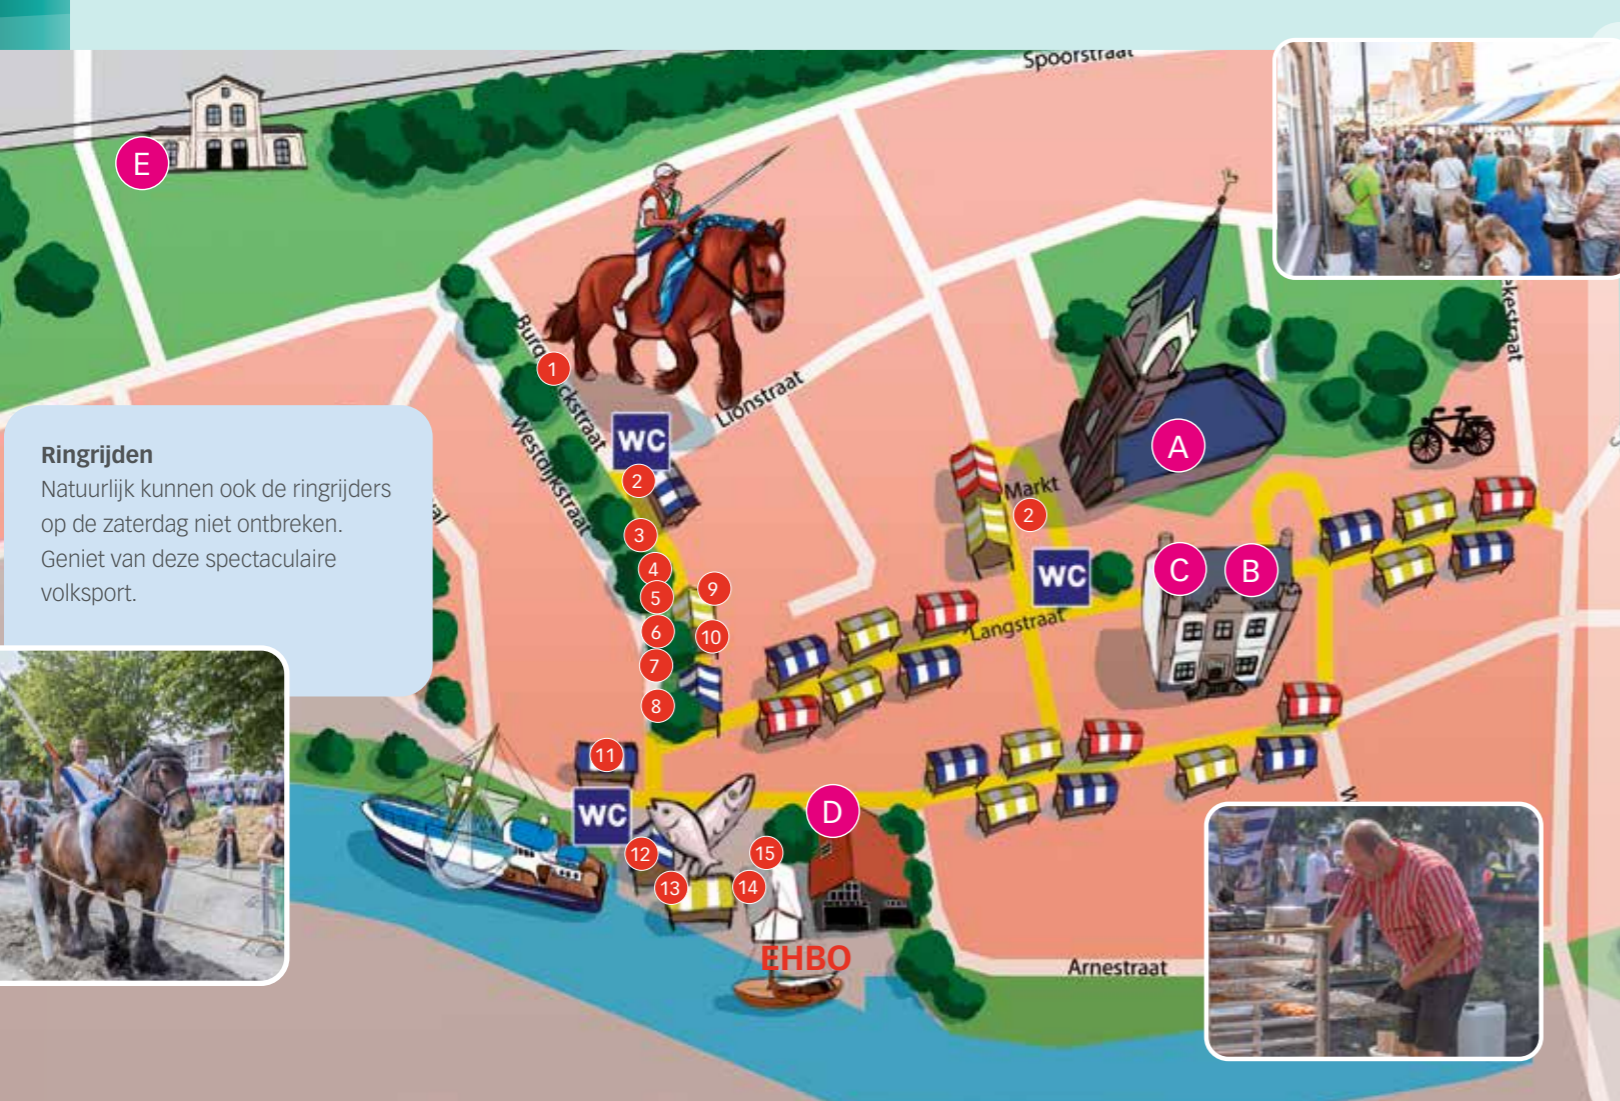 Spoorstraat
E
1
Lionstraat
Westdijkstraat
WC
2
3
4
5
6
7
8
9
10
11
WC
12
13
14
15
D
EHBO
Arnestraat
A
Markt
2
WC
C
B
Langstraat
Ringrijden
Natuurlijk kunnen ook de ringrijders
op de zaterdag niet ontbreken.
Geniet van deze spectaculaire
volksport.